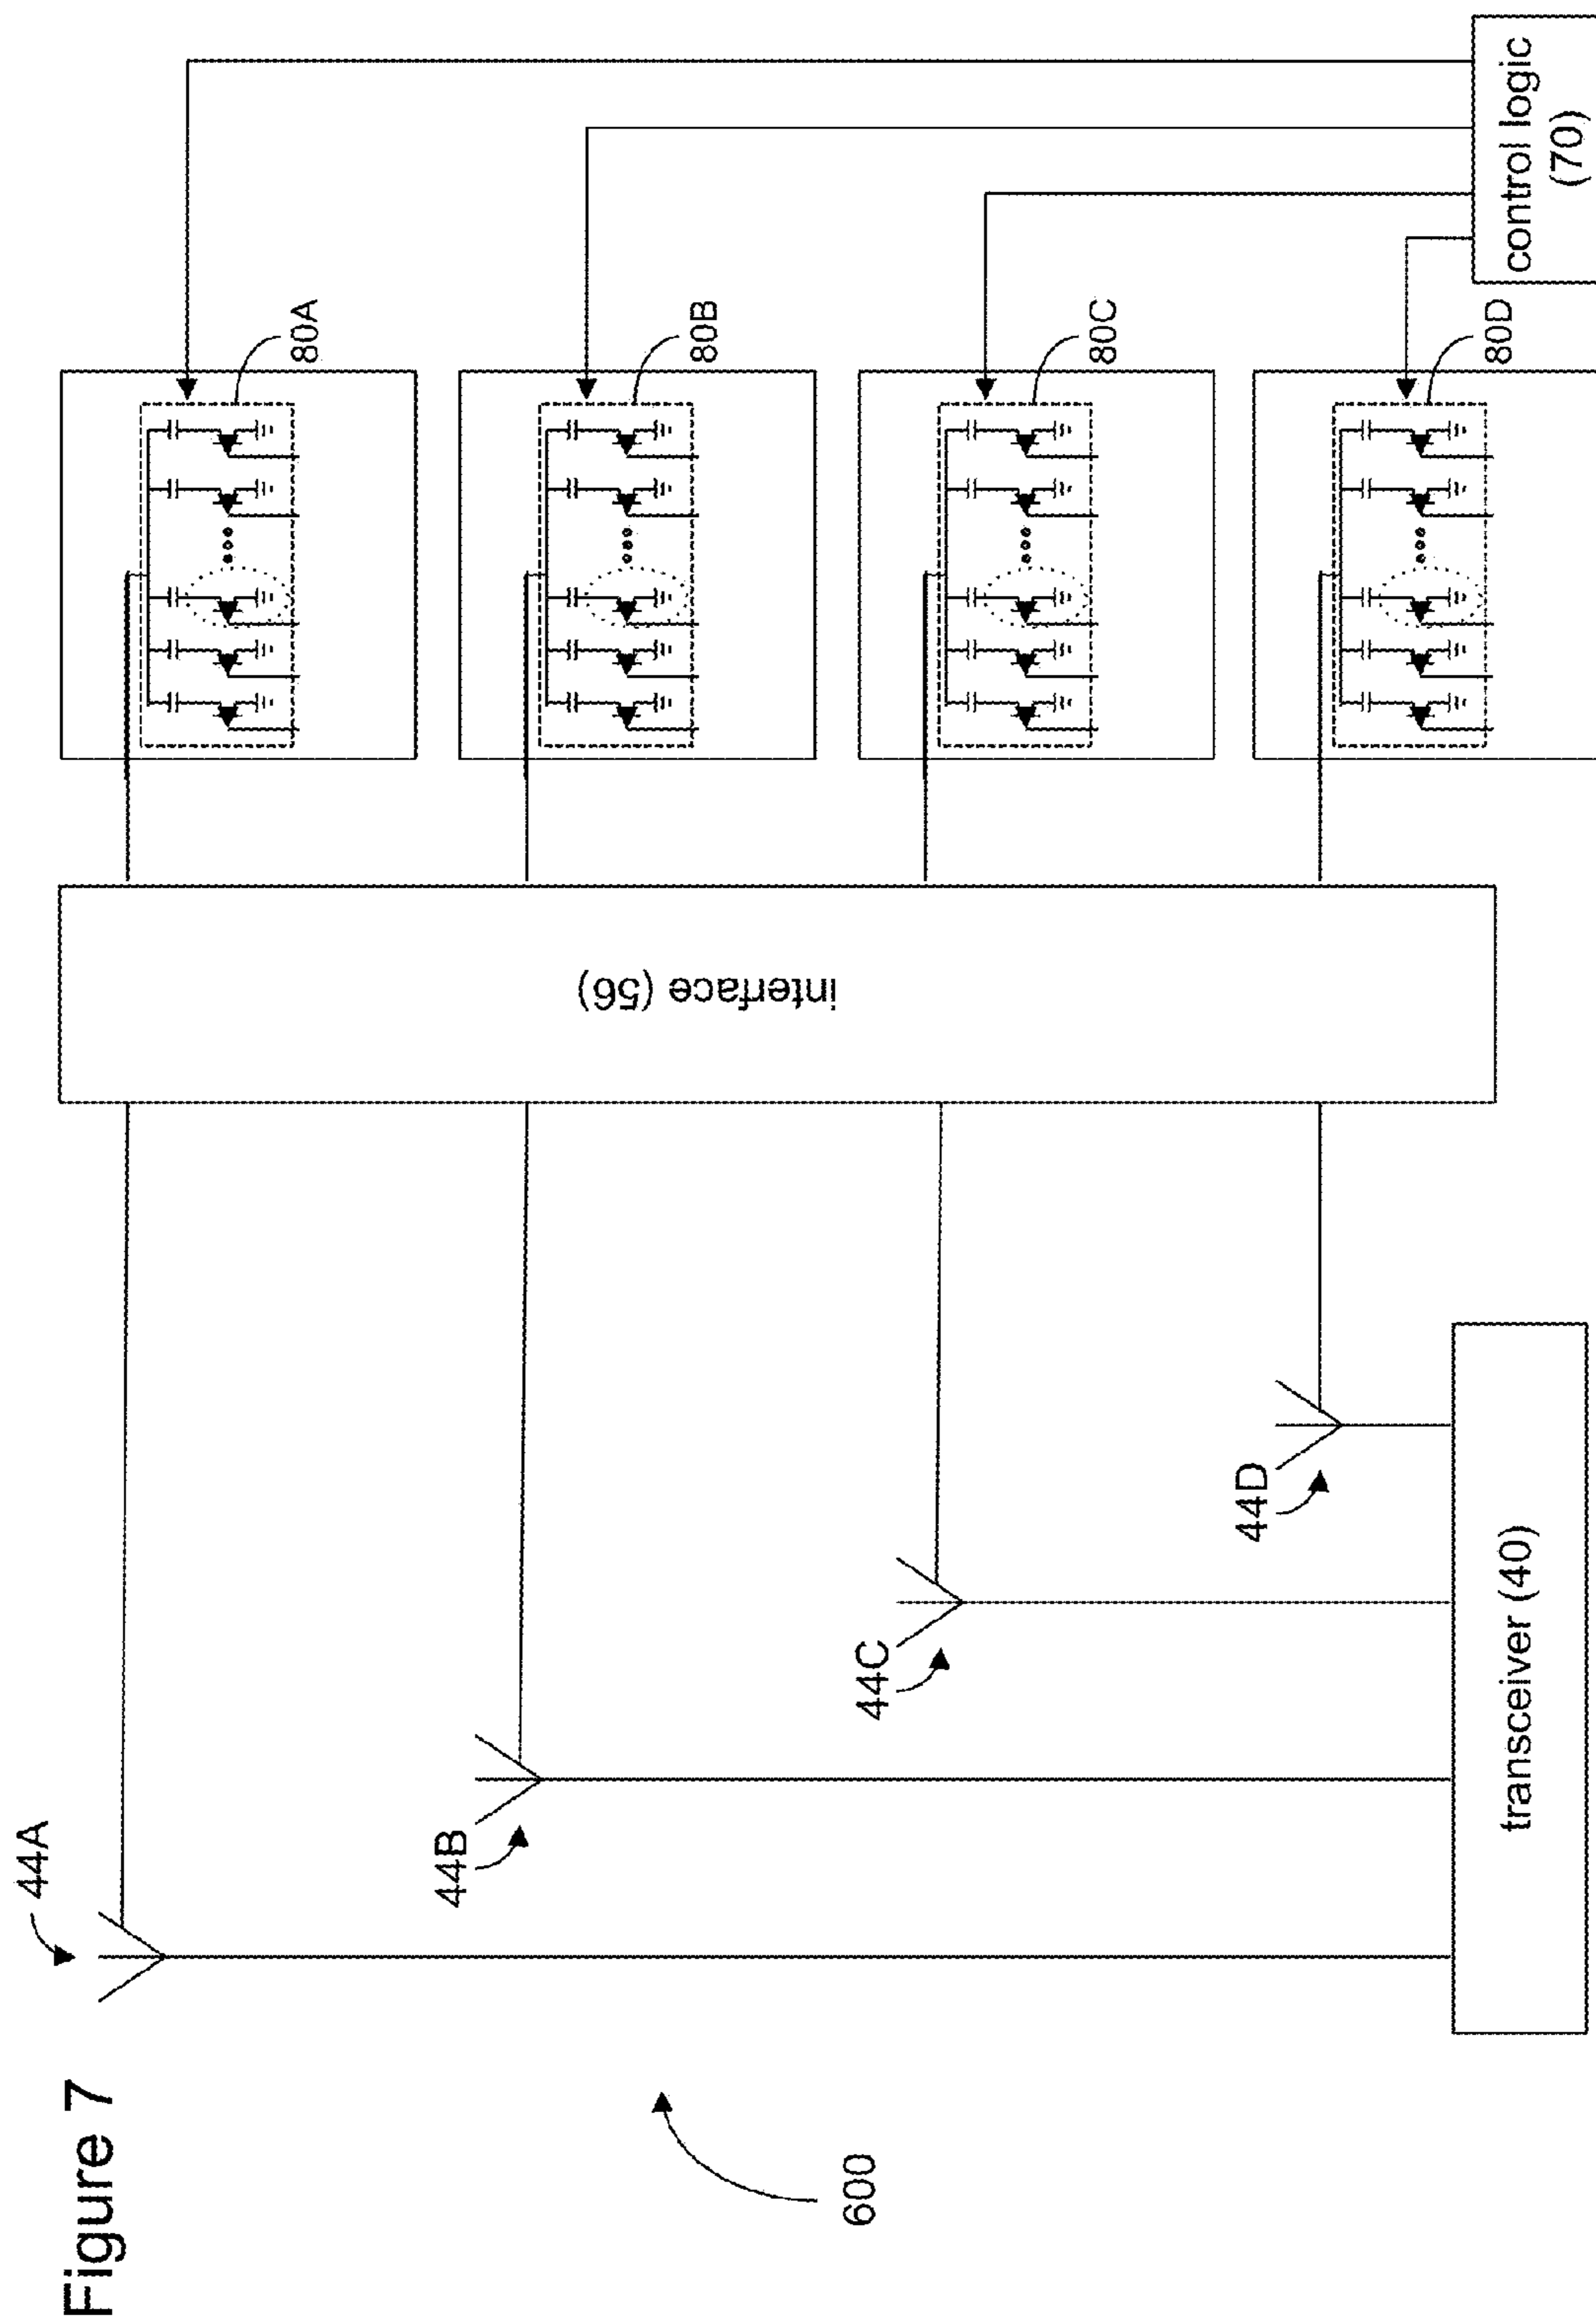 Figure 7
600
44A
44B
44C
44D
transceiver (40)
interface (56)
80A
80B
80C
80D
control logic
(70)